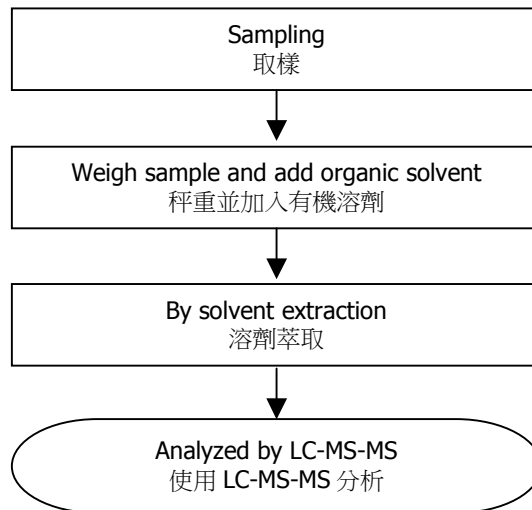 Sampling
取樣
Weigh sample and add organic solvent
秤重並加入有機溶劑
By solvent extraction
溶劑萃取
Analyzed by LC-MS-MS
使用 LC-MS-MS 分析